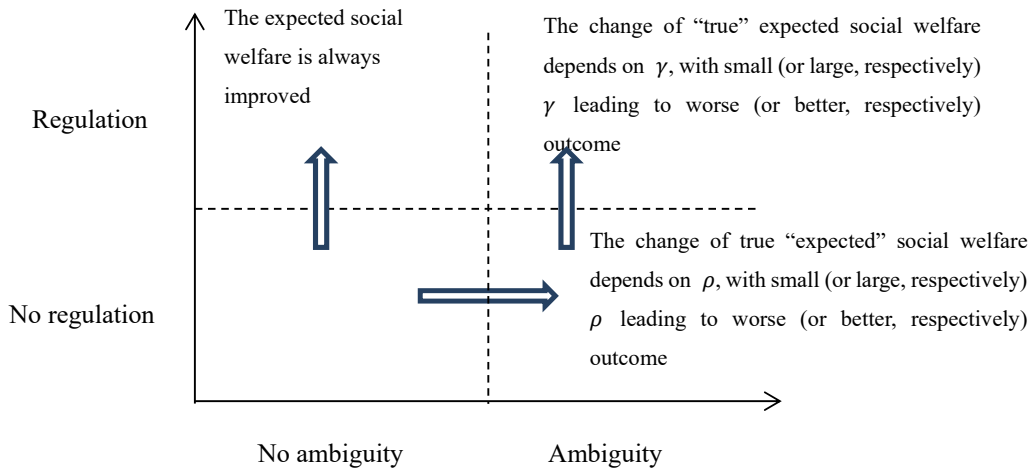 The expected social
welfare is always
improved
The change of “true” expected social welfare
depends on γ, with small (or large, respectively)
γ leading to worse (or better, respectively)
outcome
Regulation
The change of true “expected” social welfare
depends on ρ, with small (or large, respectively)
ρ leading to worse (or better, respectively)
outcome
No regulation
No ambiguity
Ambiguity